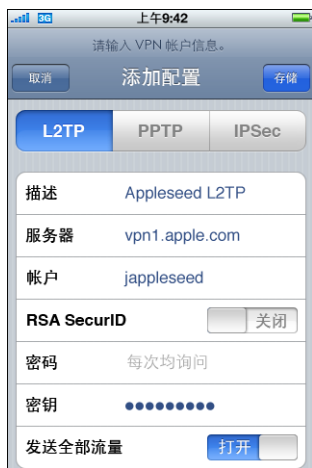 3G 上午9:42
请输入 VPN 帐户信息。
取消 添加配置 存储
L2TP PPTP IPSec
描述 Appleseed L2TP
服务器 vpn1.apple.com
帐户 jappleseed
RSA SecurID 关闭
密码 每次均询问
密钥 •••••••••
发送全部流量 打开